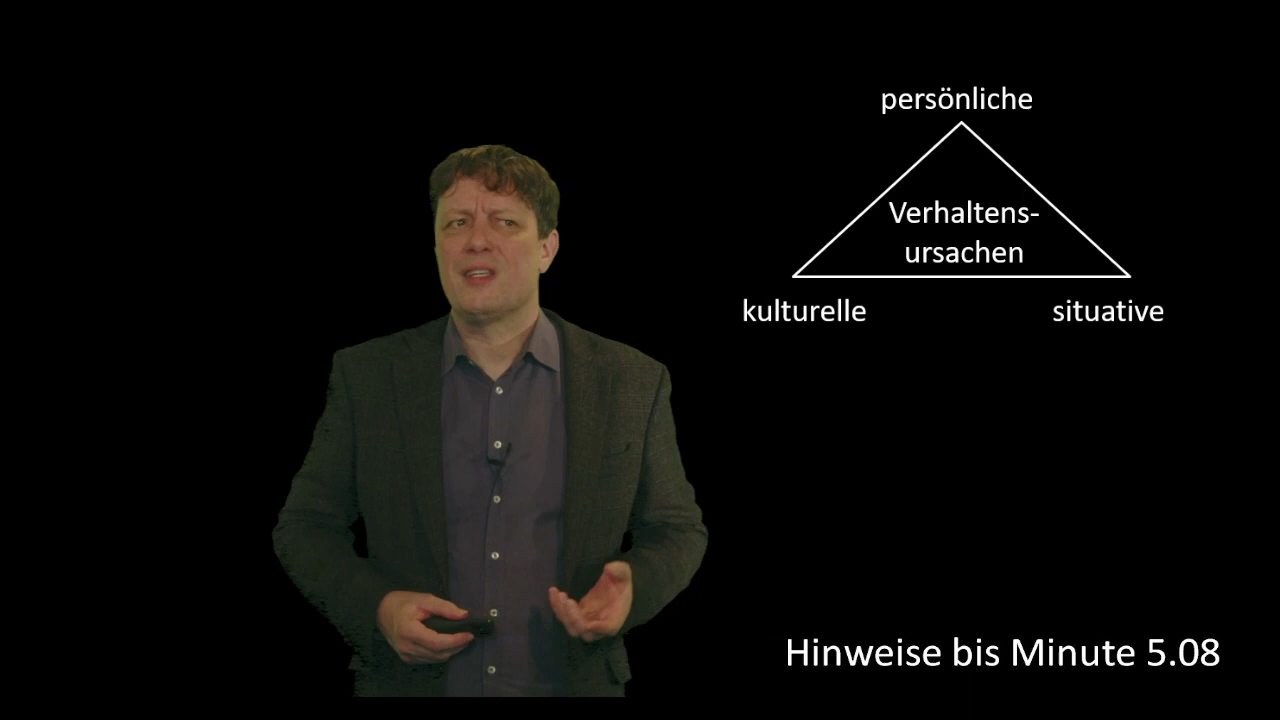 persönliche
Verhaltens-
ursachen
kulturelle
situative
Hinweise bis Minute 5.08